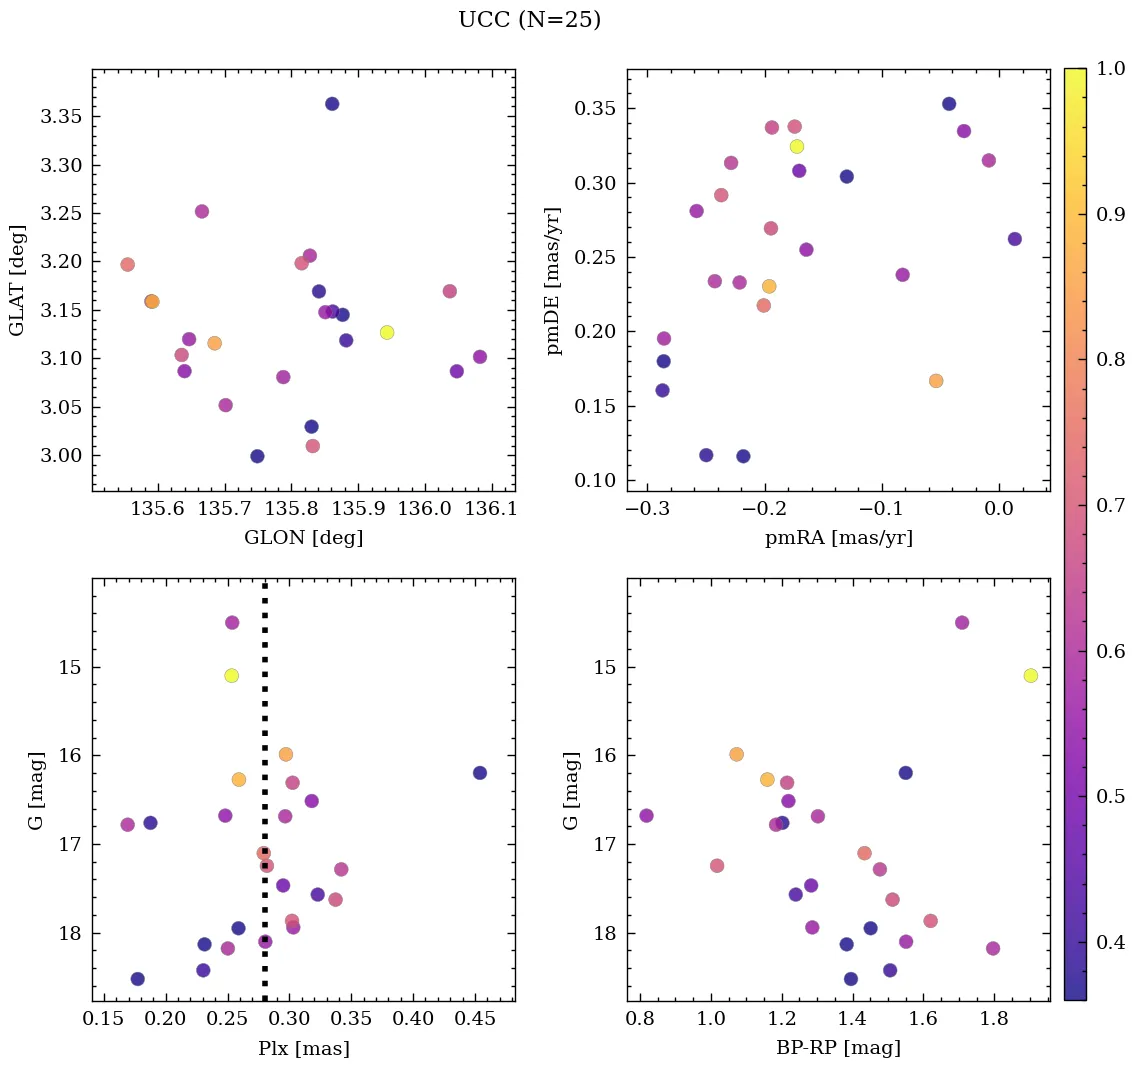 UCC (N=25)
3.35
3.30
3.25
3.20
3.15
3.10
3.05
3.00
GLAT [deg]
135.6 135.7 135.8 135.9 136.0 136.1
GLON [deg]
0.35
0.30
0.25
0.20
0.15
0.10
pmDE [mas/yr]
−0.3 −0.2 −0.1 0.0
pmRA [mas/yr]
15
16
17
18
G [mag]
0.15 0.20 0.25 0.30 0.35 0.40 0.45
Plx [mas]
15
16
17
18
G [mag]
0.8 1.0 1.2 1.4 1.6 1.8
BP-RP [mag]
1.0
0.9
0.8
0.7
0.6
0.5
0.4